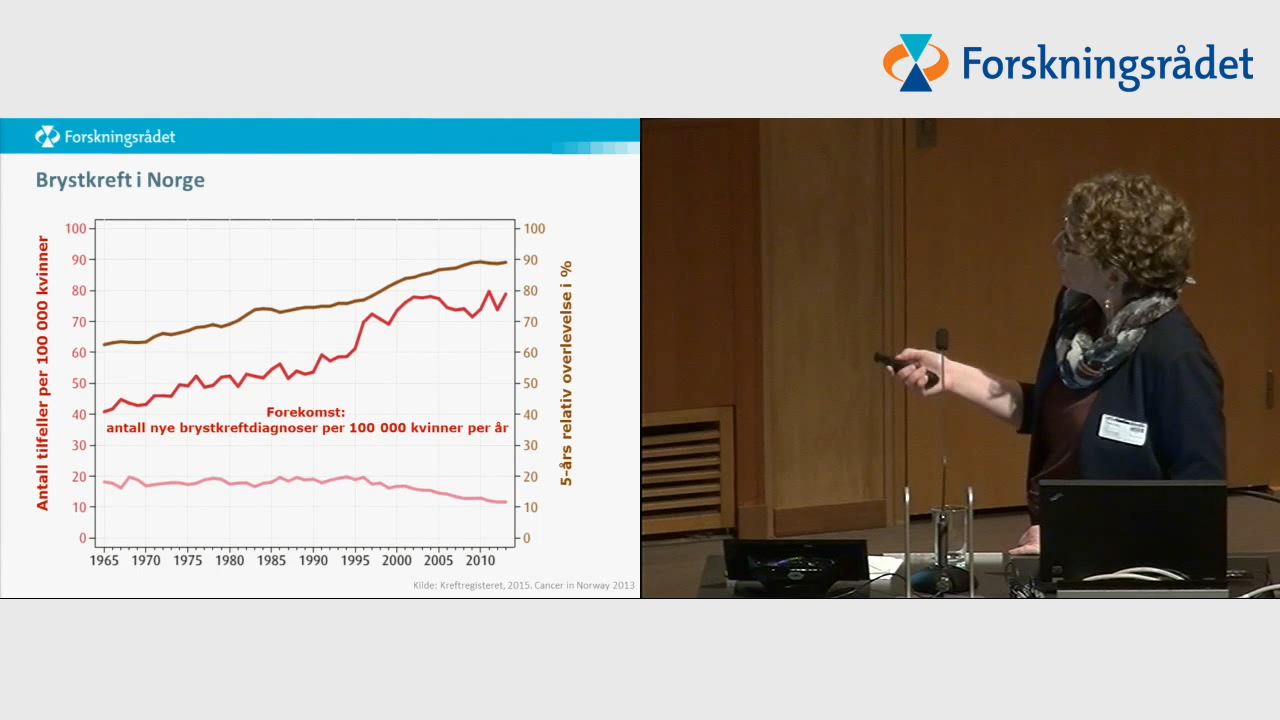 Forskningsrådet
Forskningsrådet
Brystkreft i Norge
Antall tilfeller per 100 000 kvinner
100
90
80
70
60
50
40
30
20
10
0
100
90
80
70
60
50
40
30
20
10
0
5-års relativ overlevelse i %
Forekomst:
antall nye brystkreftdiagnoser per 100 000 kvinner per år
1965 1970 1975 1980 1985 1990 1995 2000 2005 2010
Kilde: Kreftregisteret, 2015. Cancer in Norway 2013